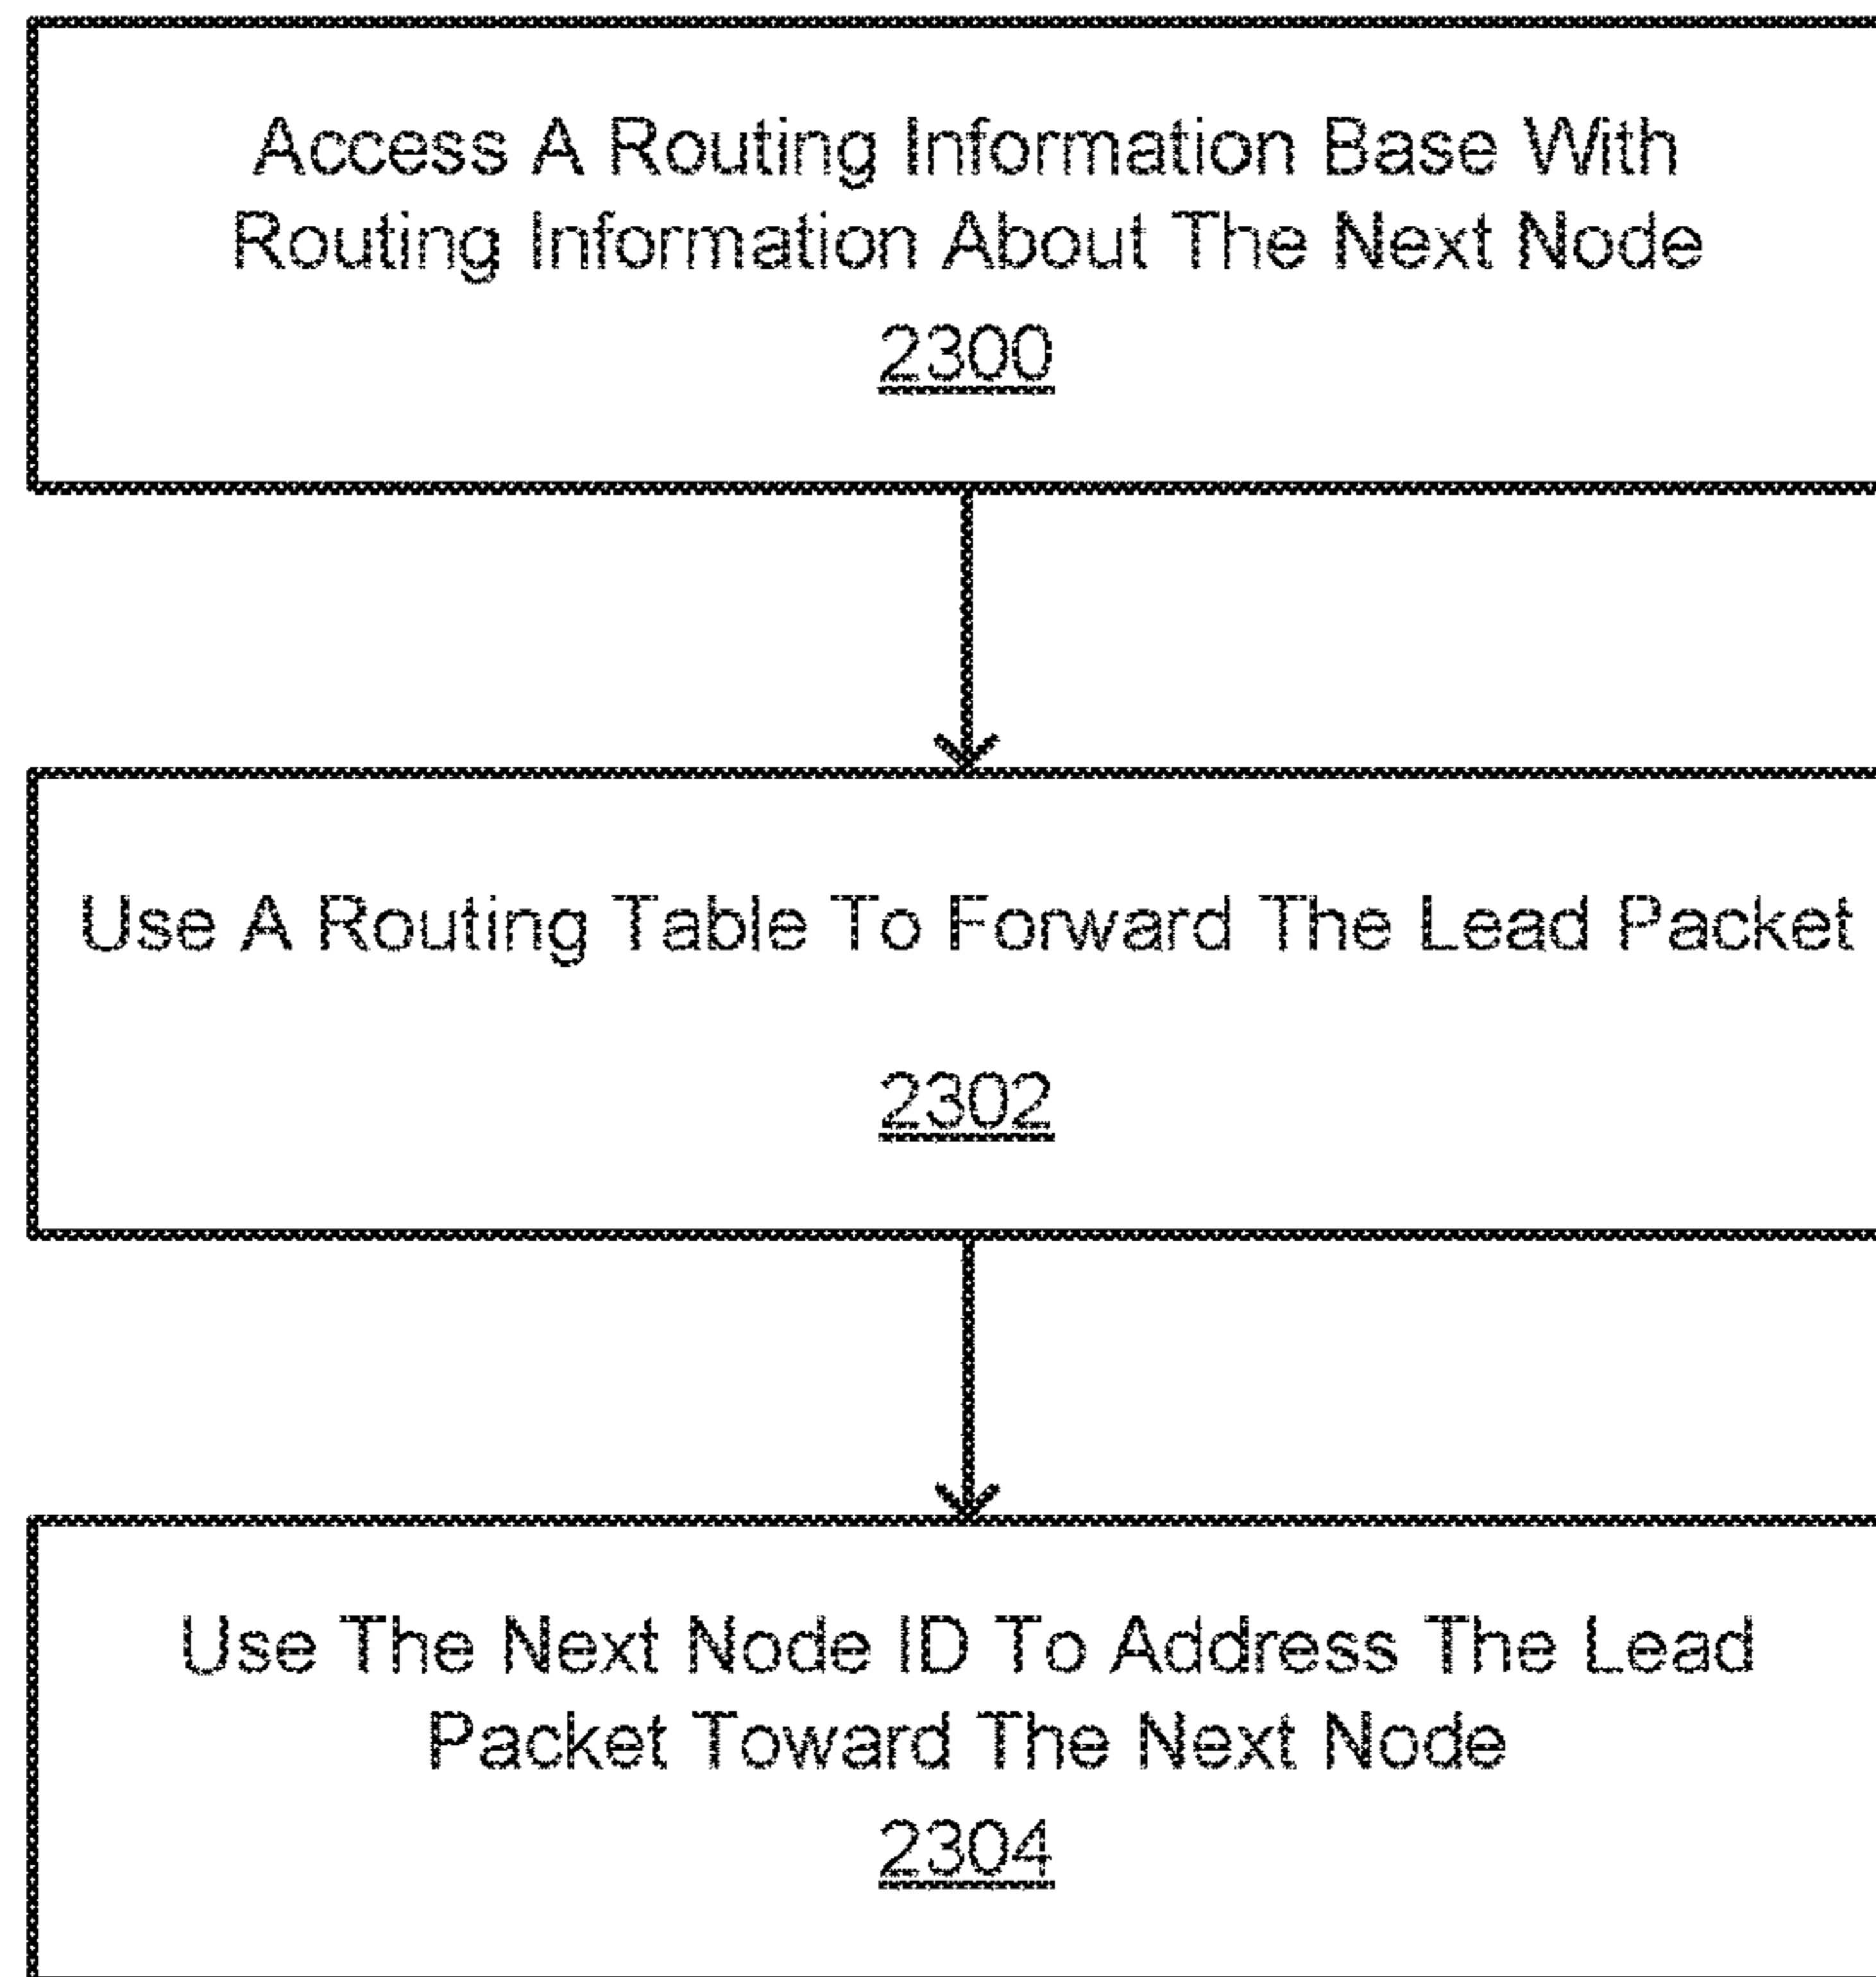 Access A Routing Information Base With
Routing Information About The Next Node
2300
Use A Routing Table To Forward The Lead Packet
2302
Use The Next Node ID To Address The Lead
Packet Toward The Next Node
2304